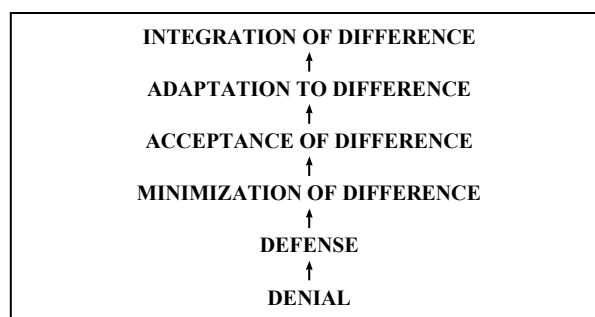 INTEGRATION OF DIFFERENCE
ADAPTATION TO DIFFERENCE
ACCEPTANCE OF DIFFERENCE
MINIMIZATION OF DIFFERENCE
DEFENSE
DENIAL